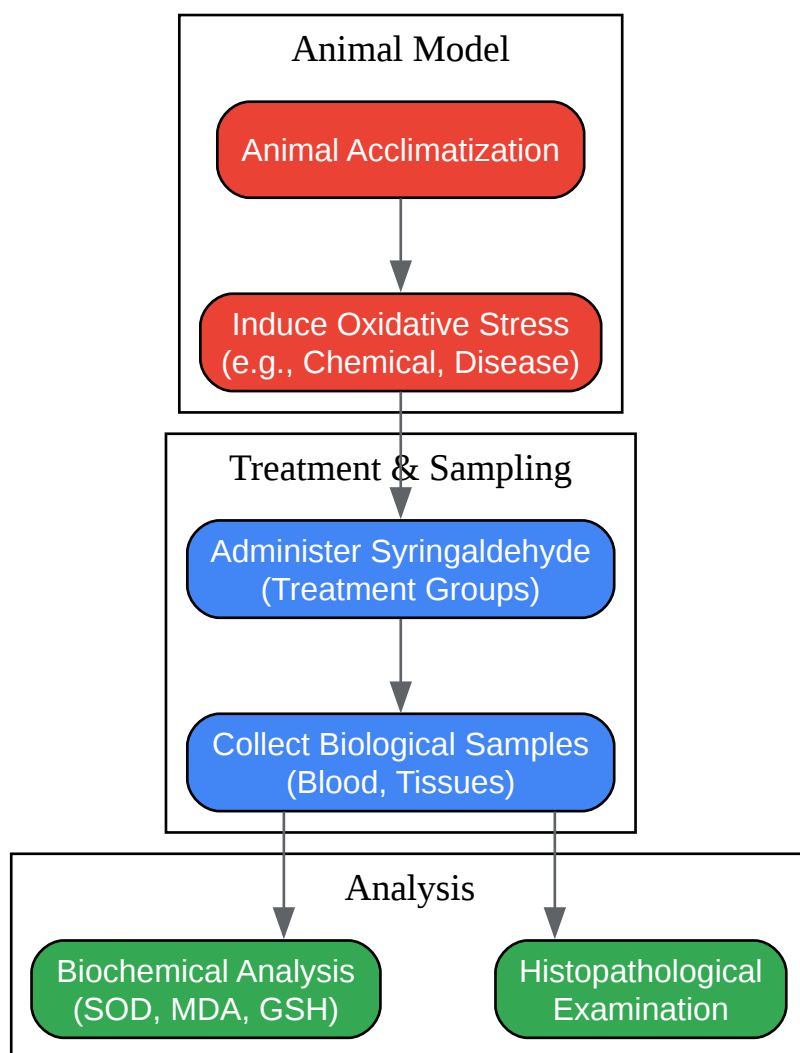 Animal Model
Animal Acclimatization
Induce Oxidative Stress
(e.g., Chemical, Disease)
Treatment & Sampling
Administer Syringaldehyde
(Treatment Groups)
Collect Biological Samples
(Blood, Tissues)
Analysis
Biochemical Analysis
(SOD, MDA, GSH)
Histopathological
Examination